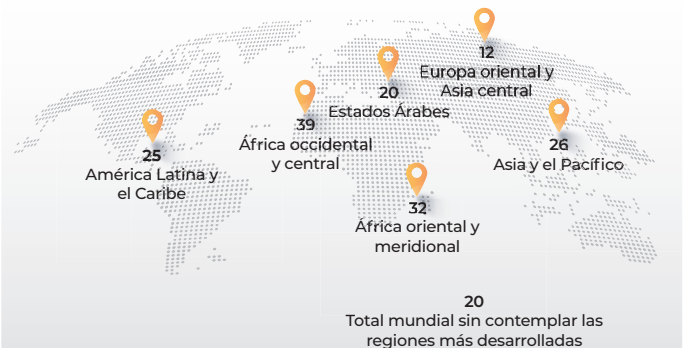 12
Europa oriental y
Asia central
20
Estados Árabes
39
África occidental
y central
26
Asia y el Pacífico
25
América Latina y
el Caribe
32
África oriental y
meridional
20
Total mundial sin contemplar las
regiones más desarrolladas